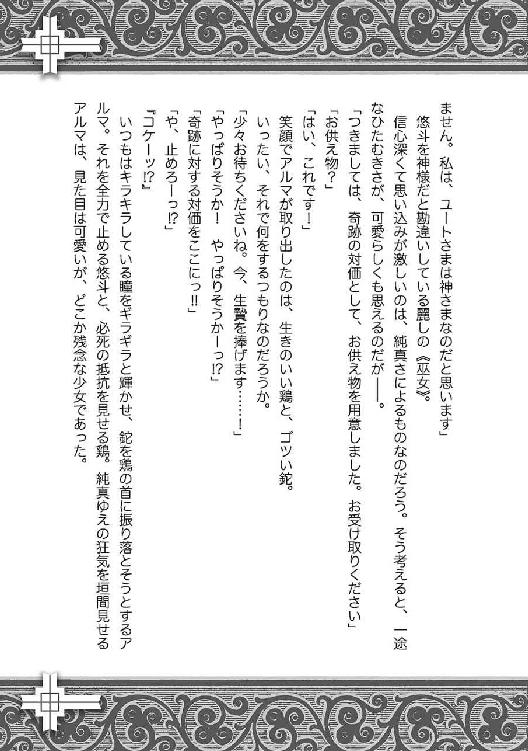 ません。私は、ユートさまは神さまなのだと思います」
悠斗を神様だと勘違いしている麗しの《巫女》。
信心深くて思い込みが激しいのは、純真さによるものなのだろう。そう考えると、一途
なひたむきさが、可愛らしくも思えるのだが――。
「つきましては、奇跡の対価として、お供え物を用意しました。お受け取りください」
「お供え物?」
「はい、これです!」
笑顔でアルマが取り出したのは、生きのいい鶏と、ゴツい鉈。
いったい、それで何をするつもりなのだろうか。
「少々お待ちくださいね。今、生贄を捧げます……!」
「やっぱりそうか! やっぱりそうかーっ!?」
「奇跡に対する対価をここにっ!!」
「や、止めろーっ!?」
『コケーッ!?』
いつもはキラキラしている瞳をギラギラと輝かせ、鉈を鶏の首に振り落とそうとするア
ルマ。それを全力で止める悠斗と、必死の抵抗を見せる鶏。純真ゆえの狂気を垣間見せる
アルマは、見た目は可愛いが、どこか残念な少女であった。